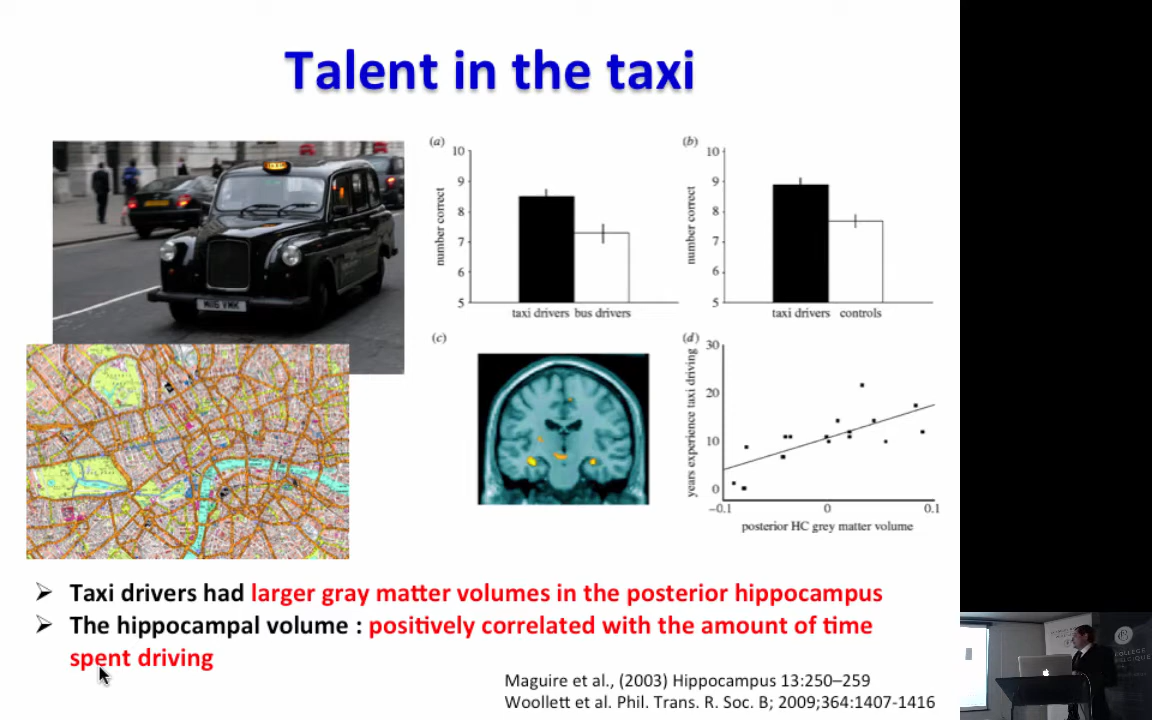 Talent in the taxi
(a)
10
9
8
7
6
5
number correct
taxi drivers bus drivers
(b)
10
9
8
7
6
5
number correct
taxi drivers controls
(c)
(d)
30
20
10
0
years experience taxi driving
−0.1 0 0.1
posterior HC grey matter volume
➢ Taxi drivers had larger gray matter volumes in the posterior hippocampus
➢ The hippocampal volume : positively correlated with the amount of time
spent driving
Maguire et al., (2003) Hippocampus 13:250–259
Woollett et al. Phil. Trans. R. Soc. B; 2009;364:1407-1416
COLLÈGE
BELGIQUE